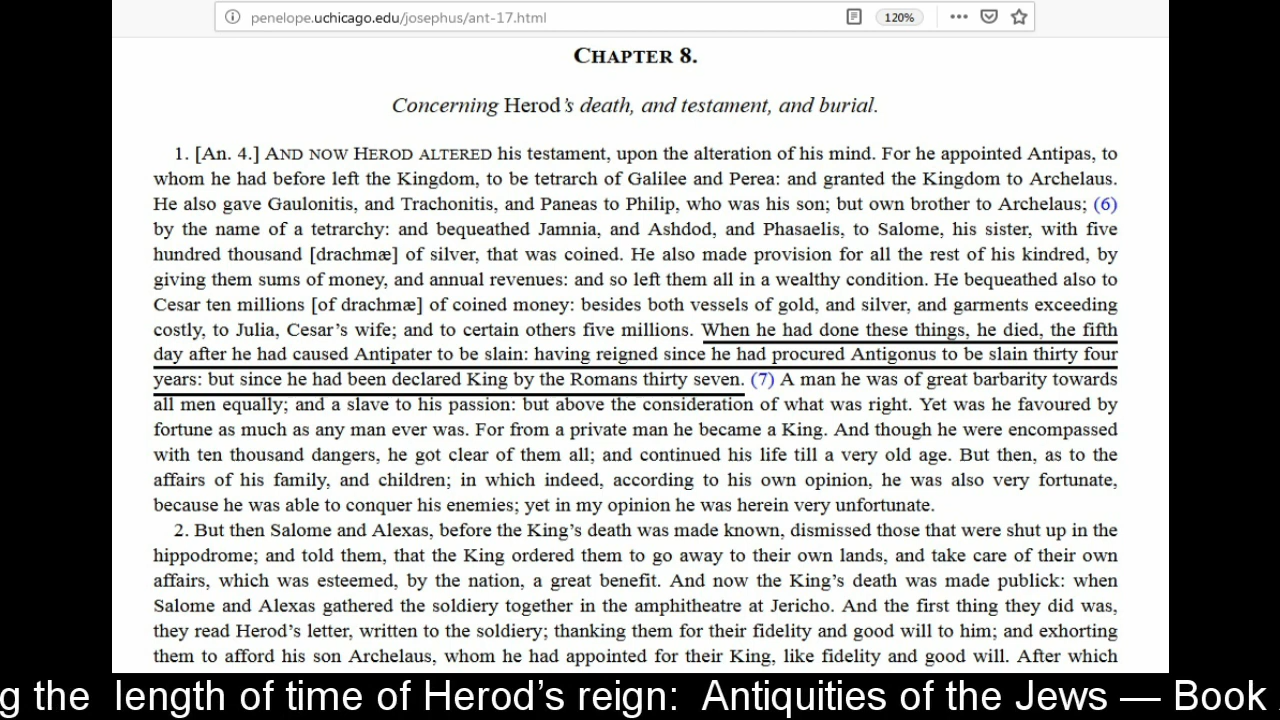 penelope.uchicago.edu/josephus/ant-17.html
120%
CHAPTER 8.
Concerning Herod's death, and testament, and burial.
1. [An. 4.] AND NOW HEROD ALTERED his testament, upon the alteration of his mind. For he appointed Antipas, to
whom he had before left the Kingdom, to be tetrarch of Galilee and Perea: and granted the Kingdom to Archelaus.
He also gave Gaulonitis, and Trachonitis, and Paneas to Philip, who was his son; but own brother to Archelaus; (6)
by the name of a tetrarchy: and bequeathed Jamnia, and Ashdod, and Phasaelis, to Salome, his sister, with five
hundred thousand [drachmæ] of silver, that was coined. He also made provision for all the rest of his kindred, by
giving them sums of money, and annual revenues: and so left them all in a wealthy condition. He bequeathed also to
Cesar ten millions [of drachmæ] of coined money: besides both vessels of gold, and silver, and garments exceeding
costly, to Julia, Cesar's wife; and to certain others five millions. When he had done these things, he died, the fifth
day after he had caused Antipater to be slain: having reigned since he had procured Antigonus to be slain thirty four
years: but since he had been declared King by the Romans thirty seven. (7) A man he was of great barbarity towards
all men equally; and a slave to his passion: but above the consideration of what was right. Yet was he favoured by
fortune as much as any man ever was. For from a private man he became a King. And though he were encompassed
with ten thousand dangers, he got clear of them all; and continued his life till a very old age. But then, as to the
affairs of his family, and children; in which indeed, according to his own opinion, he was also very fortunate,
because he was able to conquer his enemies; yet in my opinion he was herein very unfortunate.
2. But then Salome and Alexas, before the King's death was made known, dismissed those that were shut up in the
hippodrome; and told them, that the King ordered them to go away to their own lands, and take care of their own
affairs, which was esteemed, by the nation, a great benefit. And now the King's death was made publick: when
Salome and Alexas gathered the soldiery together in the amphitheatre at Jericho. And the first thing they did was,
they read Herod's letter, written to the soldiery; thanking them for their fidelity and good will to him; and exhorting
them to afford his son Archelaus, whom he had appointed for their King, like fidelity and good will. After which
g the length of time of Herod's reign: Antiquities of the Jews — Book